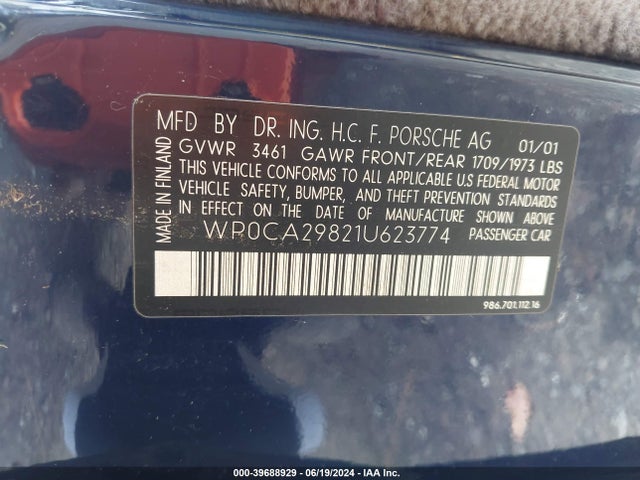 MFD BY DR. ING. H.C. F. PORSCHE AG 01/01
GVWR 3461 GAWR FRONT/REAR 1709/1973 LBS
THIS VEHICLE CONFORMS TO ALL APPLICABLE U.S FEDERAL MOTOR
VEHICLE SAFETY, BUMPER, AND THEFT PREVENTION STANDARDS
IN EFFECT ON THE DATE OF MANUFACTURE SHOWN ABOVE.
WP0CA29821U623774 PASSENGER CAR
986.701.112.16
MADE IN FINLAND
000-39688929 - 06/19/2024 - IAA Inc.